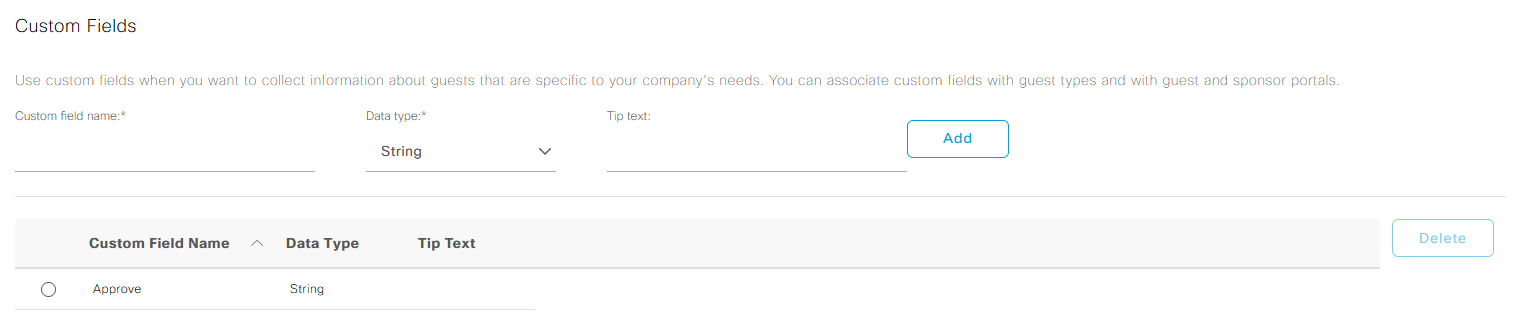 Custom Fields
Use custom fields when you want to collect information about guests that are specific to your company's needs. You can associate custom fields with guest types and with guest and sponsor portals.
Custom field name:* Data type:* Tip text:
String Add
Custom Field Name Data Type Tip Text Delete
Approve String